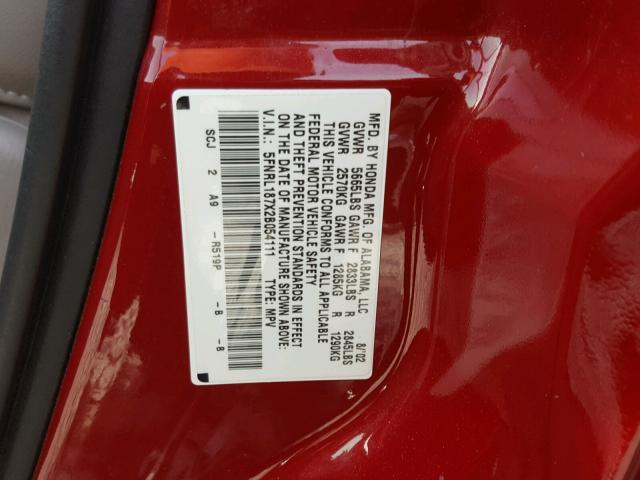 MFD. BY HONDA MFG. OF ALABAMA, LLC 8/'02
GVWR 5665LBS GAWR F 2833LBS R 2845LBS
GVWR 2570KG GAWR F 1285KG R 1290KG
THIS VEHICLE CONFORMS TO ALL APPLICABLE
FEDERAL MOTOR VEHICLE SAFETY
AND THEFT PREVENTION STANDARDS IN EFFECT
ON THE DATE OF MANUFACTURE SHOWN ABOVE.
V.I.N.: 5FNRL187X2B054111 TYPE: MPV
SCJ 2 A9 -R519P -B -B